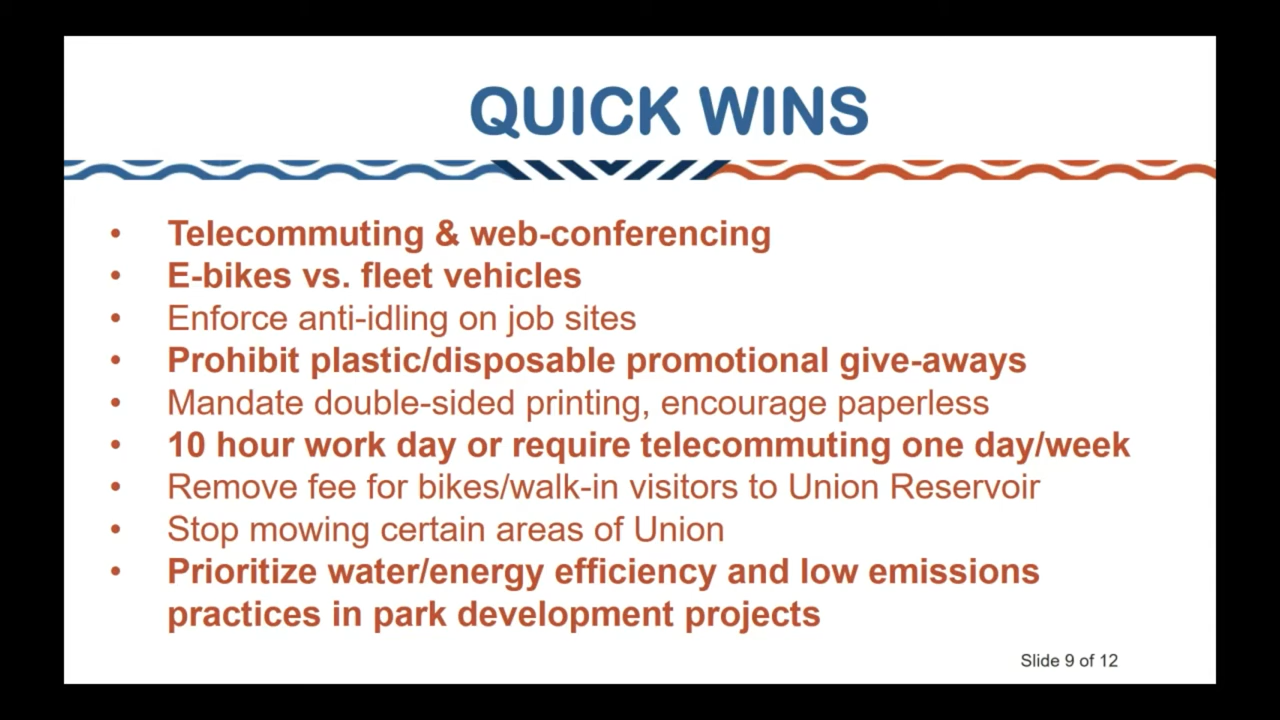 QUICK WINS
• Telecommuting & web-conferencing
• E-bikes vs. fleet vehicles
• Enforce anti-idling on job sites
• Prohibit plastic/disposable promotional give-aways
• Mandate double-sided printing, encourage paperless
• 10 hour work day or require telecommuting one day/week
• Remove fee for bikes/walk-in visitors to Union Reservoir
• Stop mowing certain areas of Union
• Prioritize water/energy efficiency and low emissions
practices in park development projects
Slide 9 of 12